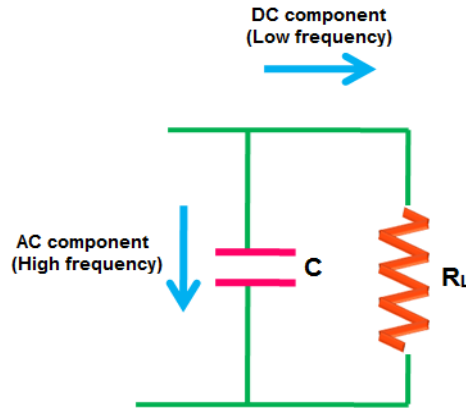 DC component
(Low frequency)
AC component
(High frequency)
C
RL